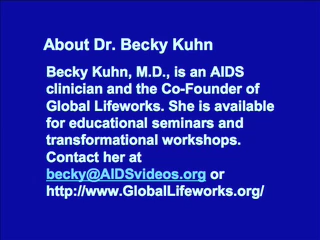 About Dr. Becky Kuhn
Becky Kuhn, M.D., is an AIDS
clinician and the Co-Founder of
Global Lifeworks. She is available
for educational seminars and
transformational workshops.
Contact her at
becky@AIDSvideos.org or
http://www.GlobalLifeworks.org/